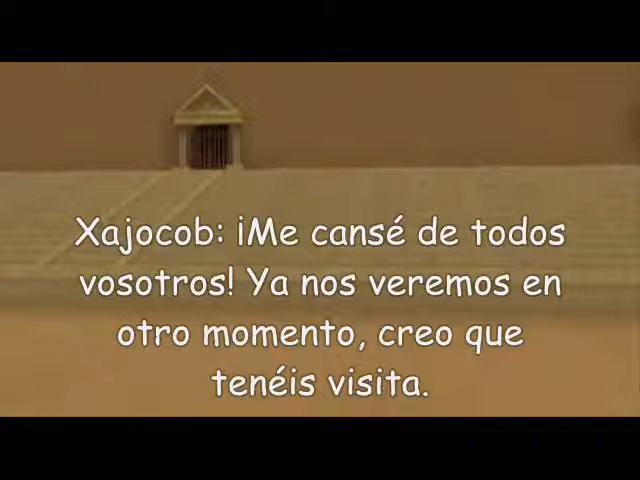 Xajocob: ¡Me cansé de todos
vosotros! Ya nos veremos en
otro momento, creo que
tenéis visita.